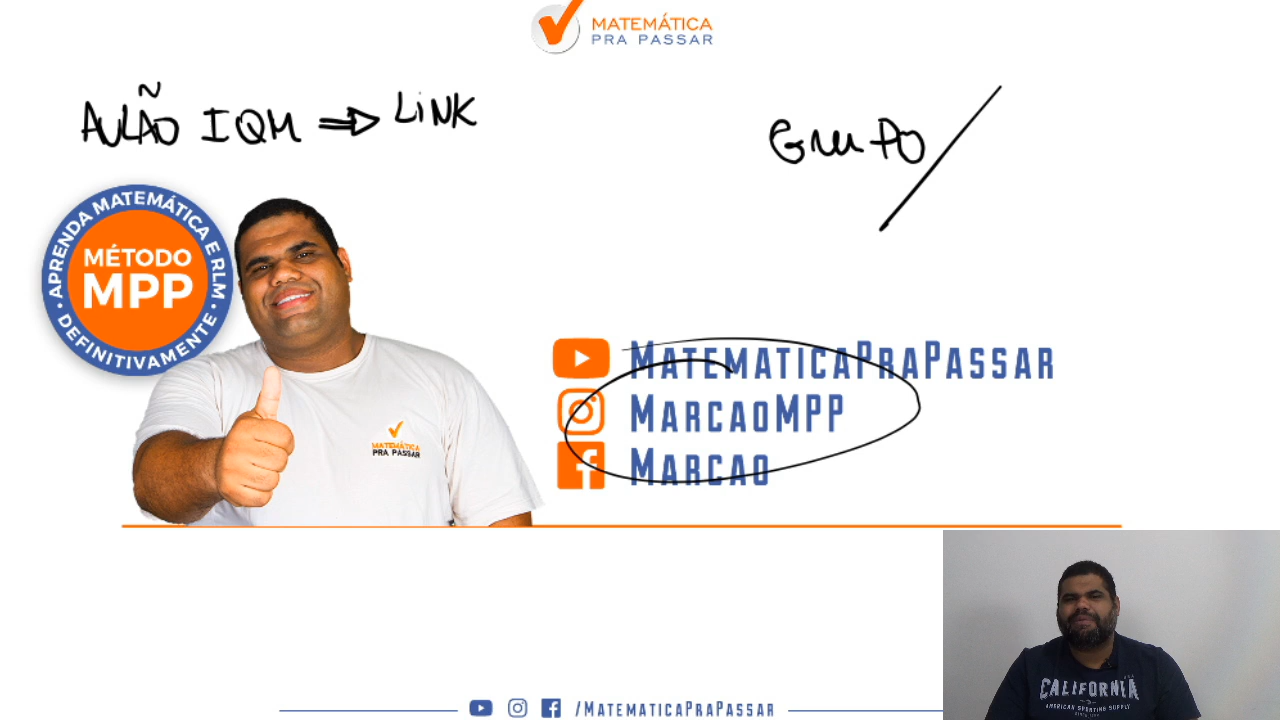 MATEMÁTICA
PRA PASSAR
AULÃO IQM ⇒ LINK
GRUPO
APRENDA MATEMÁTICA E RLM
MÉTODO
MPP
DEFINITIVAMENTE
MATEMÁTICA
PRA PASSAR
MATEMATICAPRAPASSAR
MARCAOMPP
MARCAO
CALIFORNIA
AMERICAN SPORTING SUPPLY
/MATEMATICAPRAPASSAR